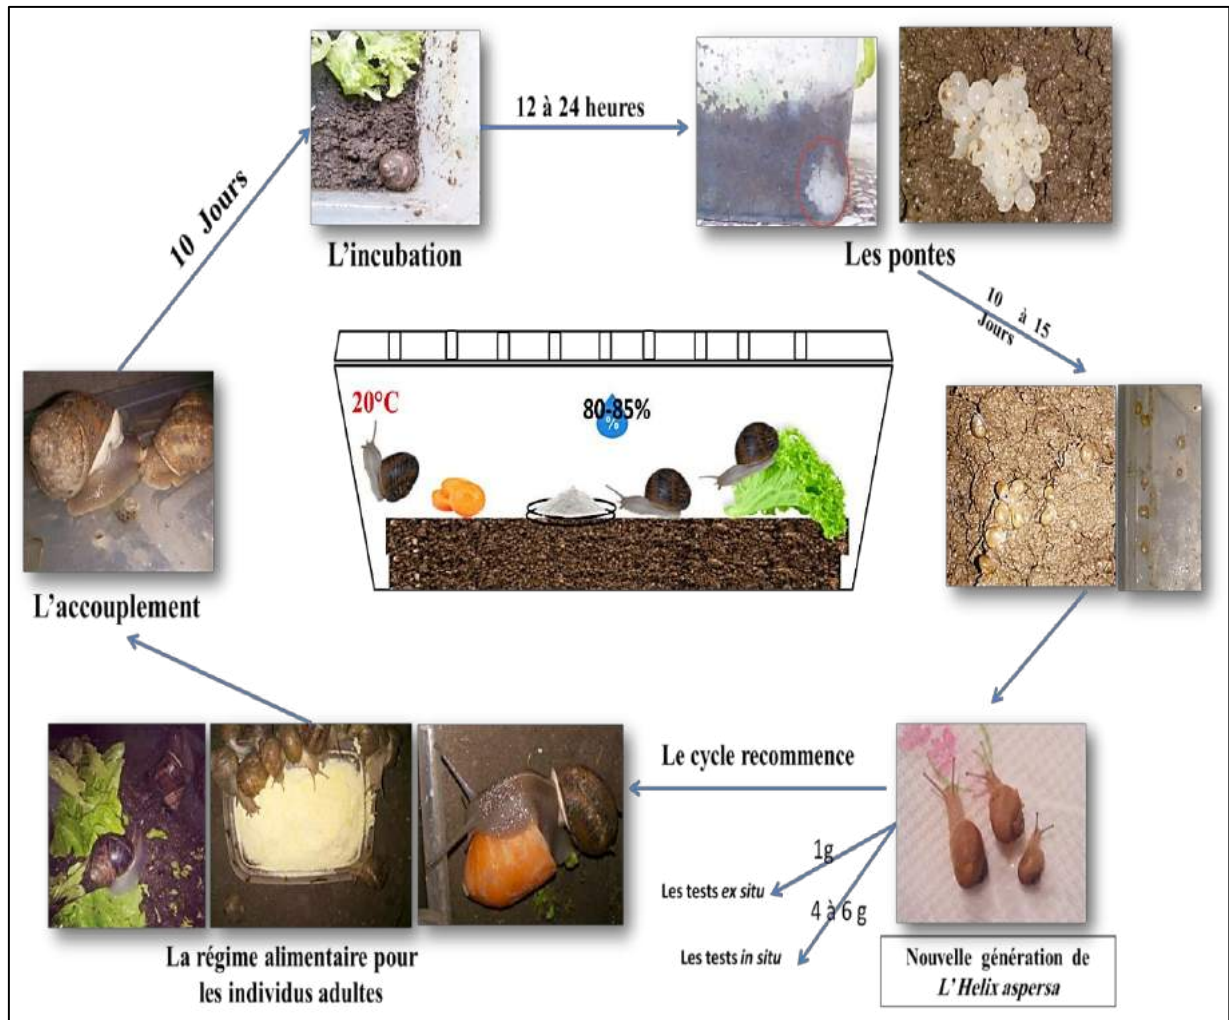 12 à 24 heures
10 Jours
L'incubation
Les pontes
10 à 15
Jours
20°C
80-85%
%
L'accouplement
Le cycle recommence
1g
Les tests ex situ
4 à 6 g
Les tests in situ
La régime alimentaire pour
les individus adultes
Nouvelle génération de
L'Helix aspersa